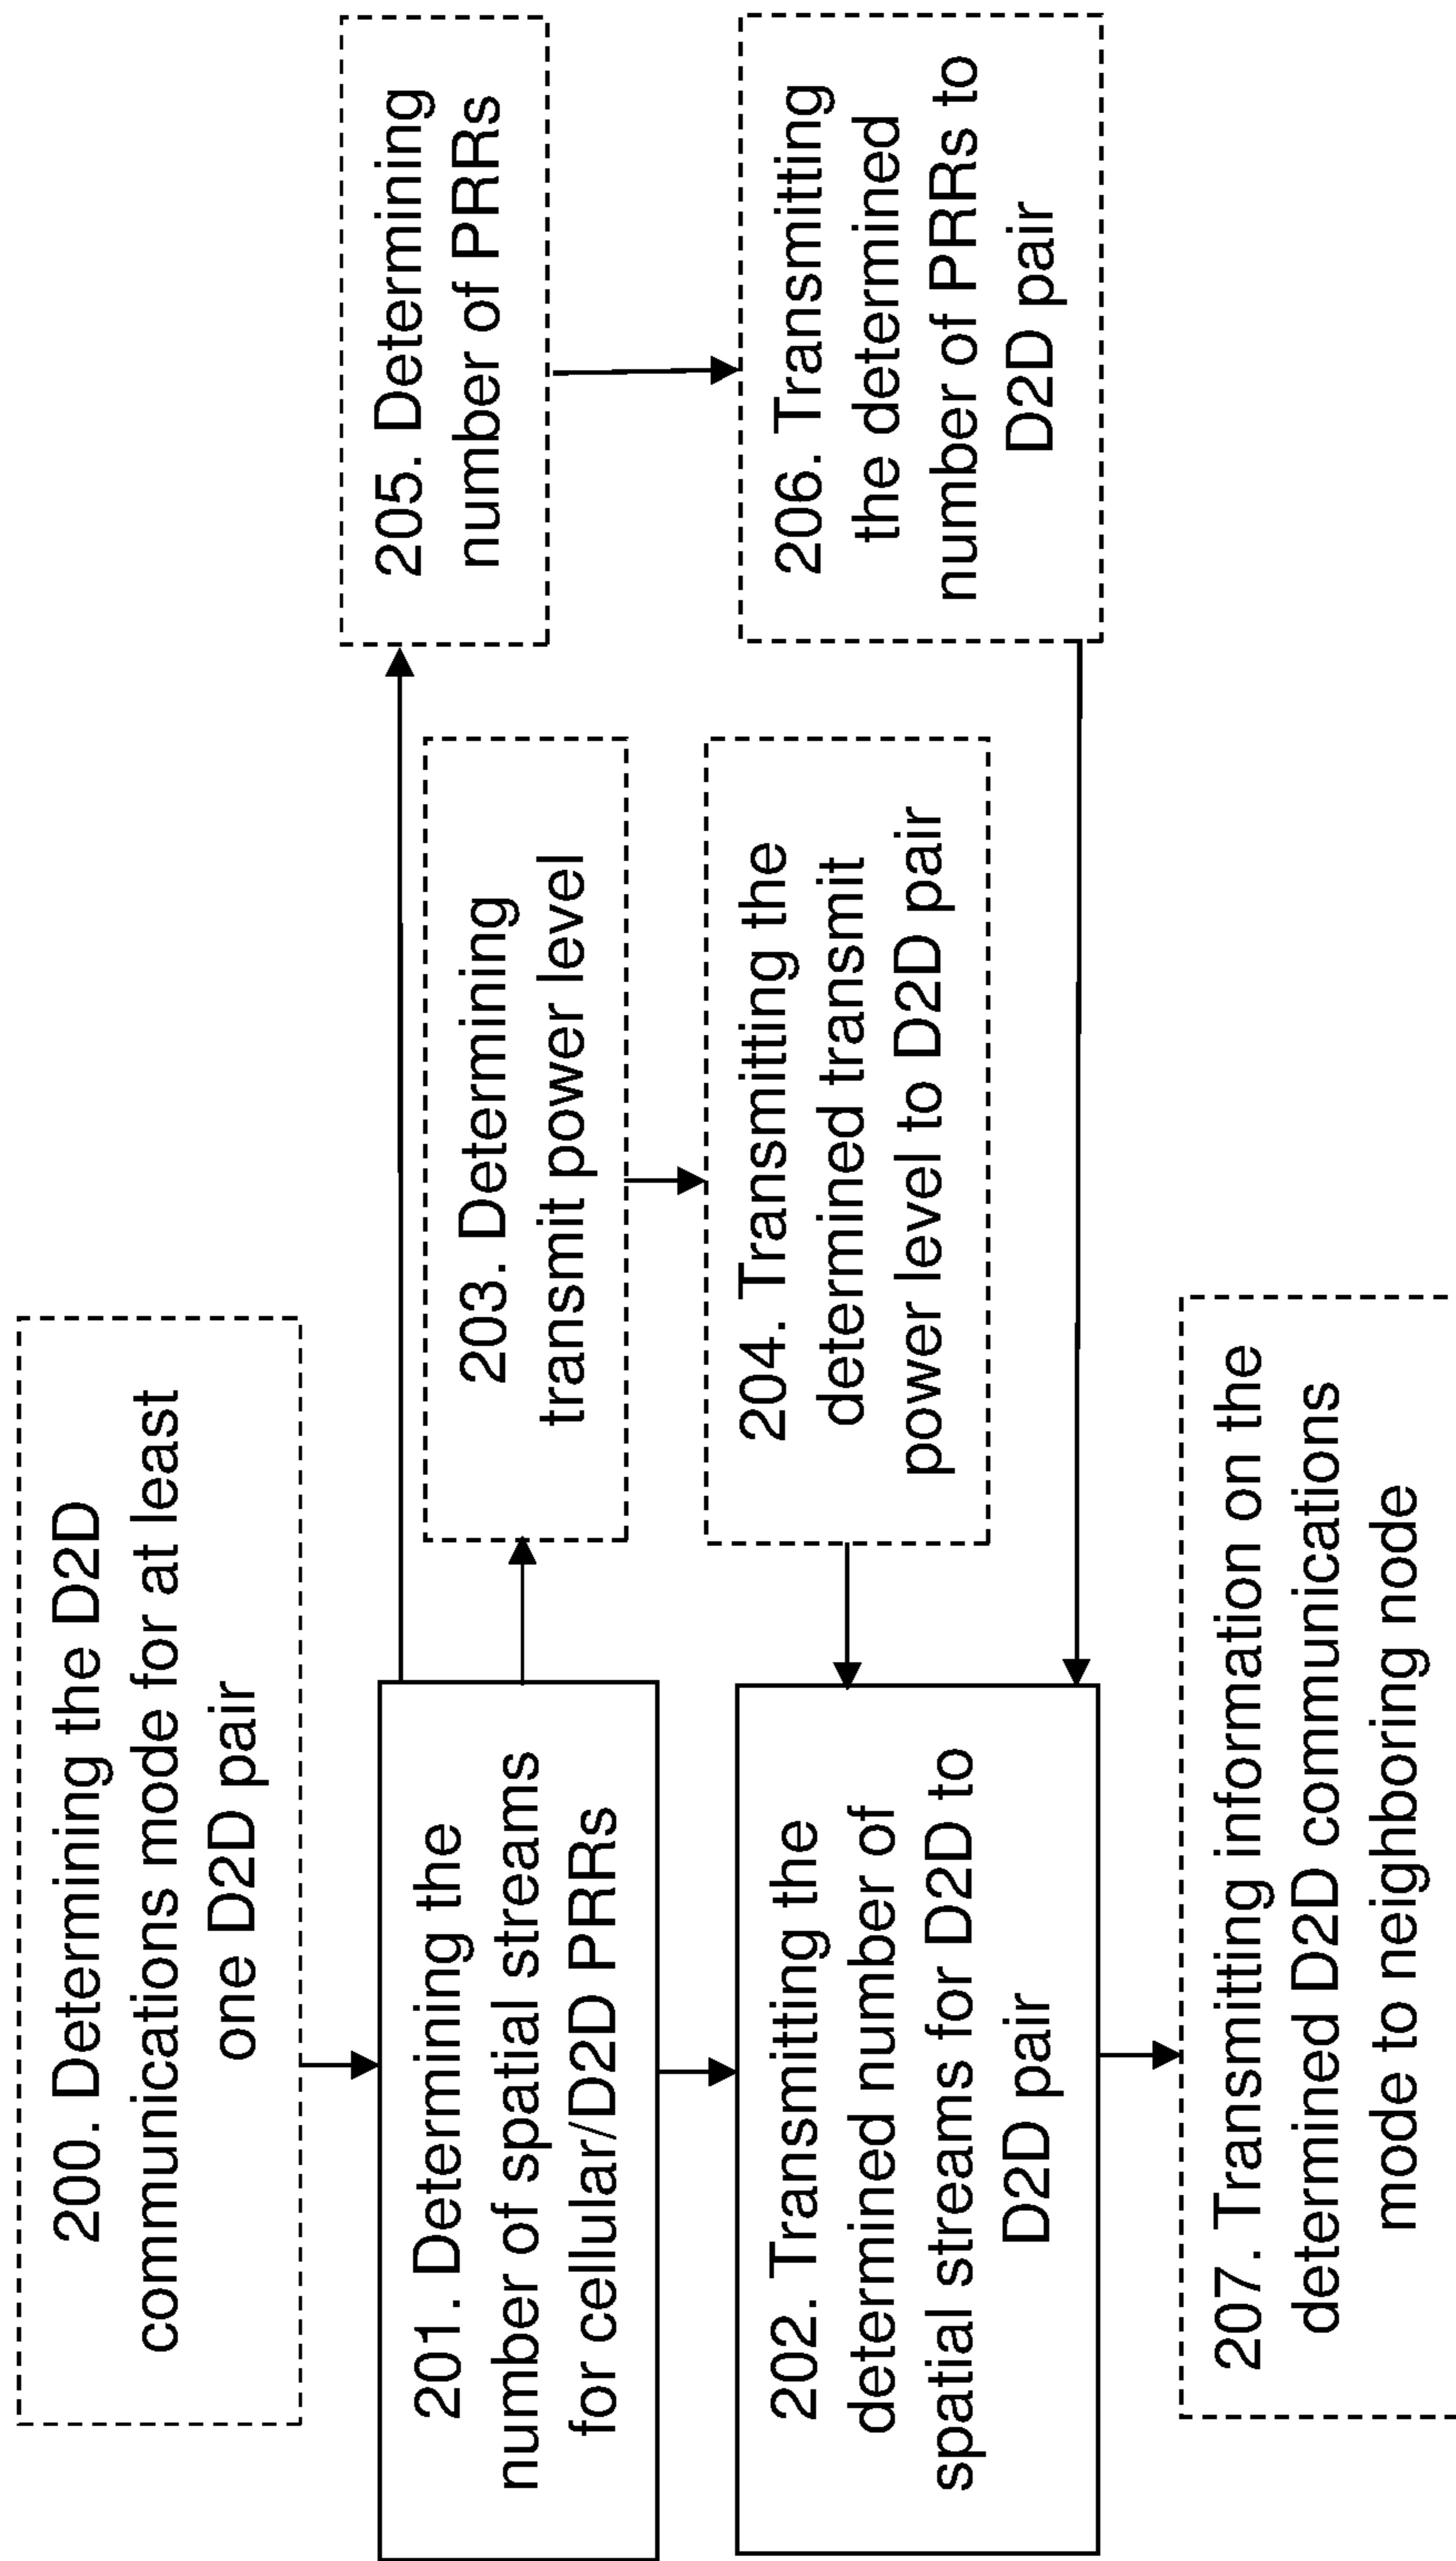 200. Determining the D2D
communications mode for at least
one D2D pair
201. Determining the
number of spatial streams
for cellular/D2D PRRs
202. Transmitting the
determined number of
spatial streams for D2D to
D2D pair
203. Determining
transmit power level
204. Transmitting the
determined transmit
power level to D2D pair
205. Determining
number of PRRs
206. Transmitting
the determined
number of PRRs to
D2D pair
207. Transmitting information on the
determined D2D communications
mode to neighboring node